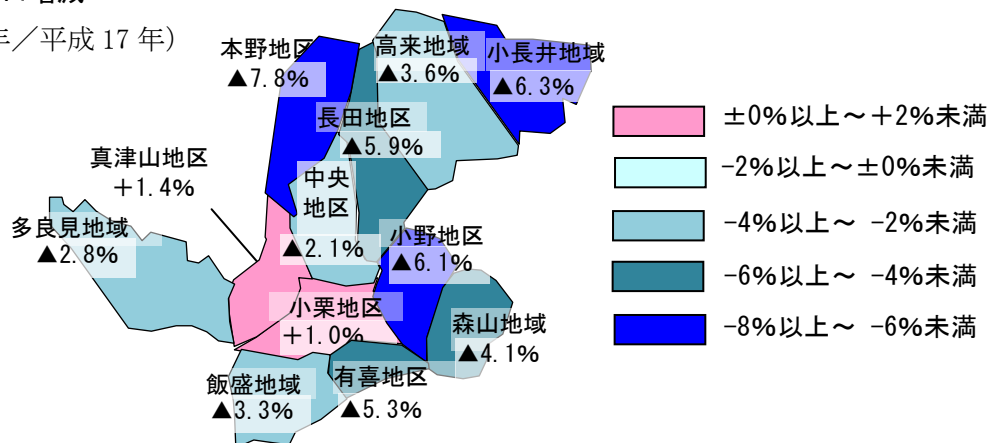 年／平成 17 年）
本野地区
▲7.8%
高来地域
▲3.6%
小長井地域
▲6.3%
長田地区
▲5.9%
真津山地区
+1.4%
中央
地区
▲2.1%
多良見地域
▲2.8%
小野地区
▲6.1%
小栗地区
+1.0%
森山地域
▲4.1%
飯盛地域
▲3.3%
有喜地区
▲5.3%
±0%以上～+2%未満
-2%以上～±0%未満
-4%以上～ -2%未満
-6%以上～ -4%未満
-8%以上～ -6%未満